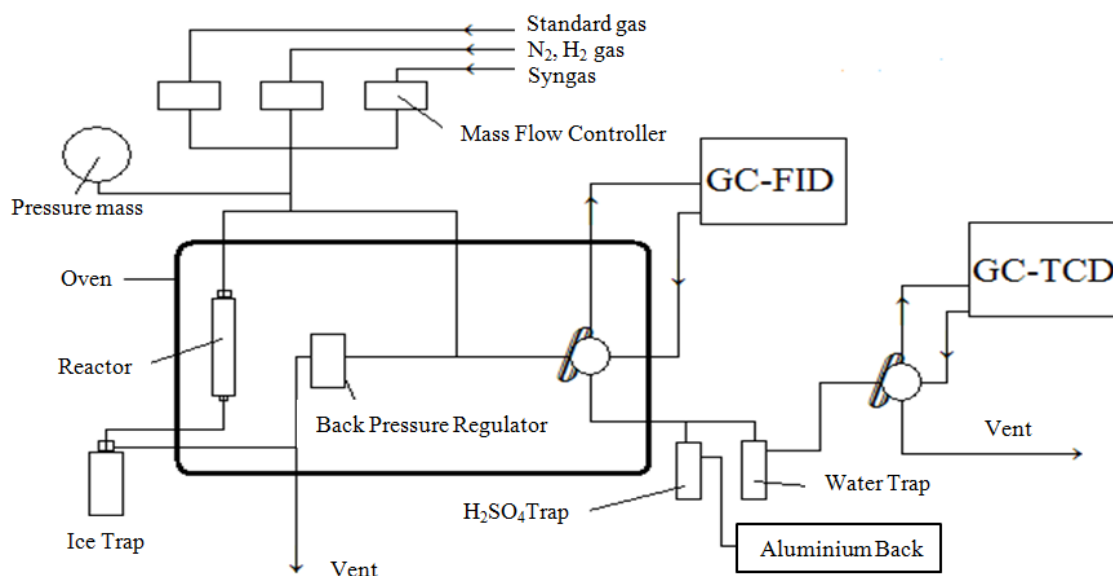 Standard gas
N₂, H₂ gas
Syngas
Mass Flow Controller
Pressure mass
GC-FID
Oven
GC-TCD
Reactor
Back Pressure Regulator
Vent
Water Trap
H₂SO₄Trap
Ice Trap
Aluminium Back
Vent